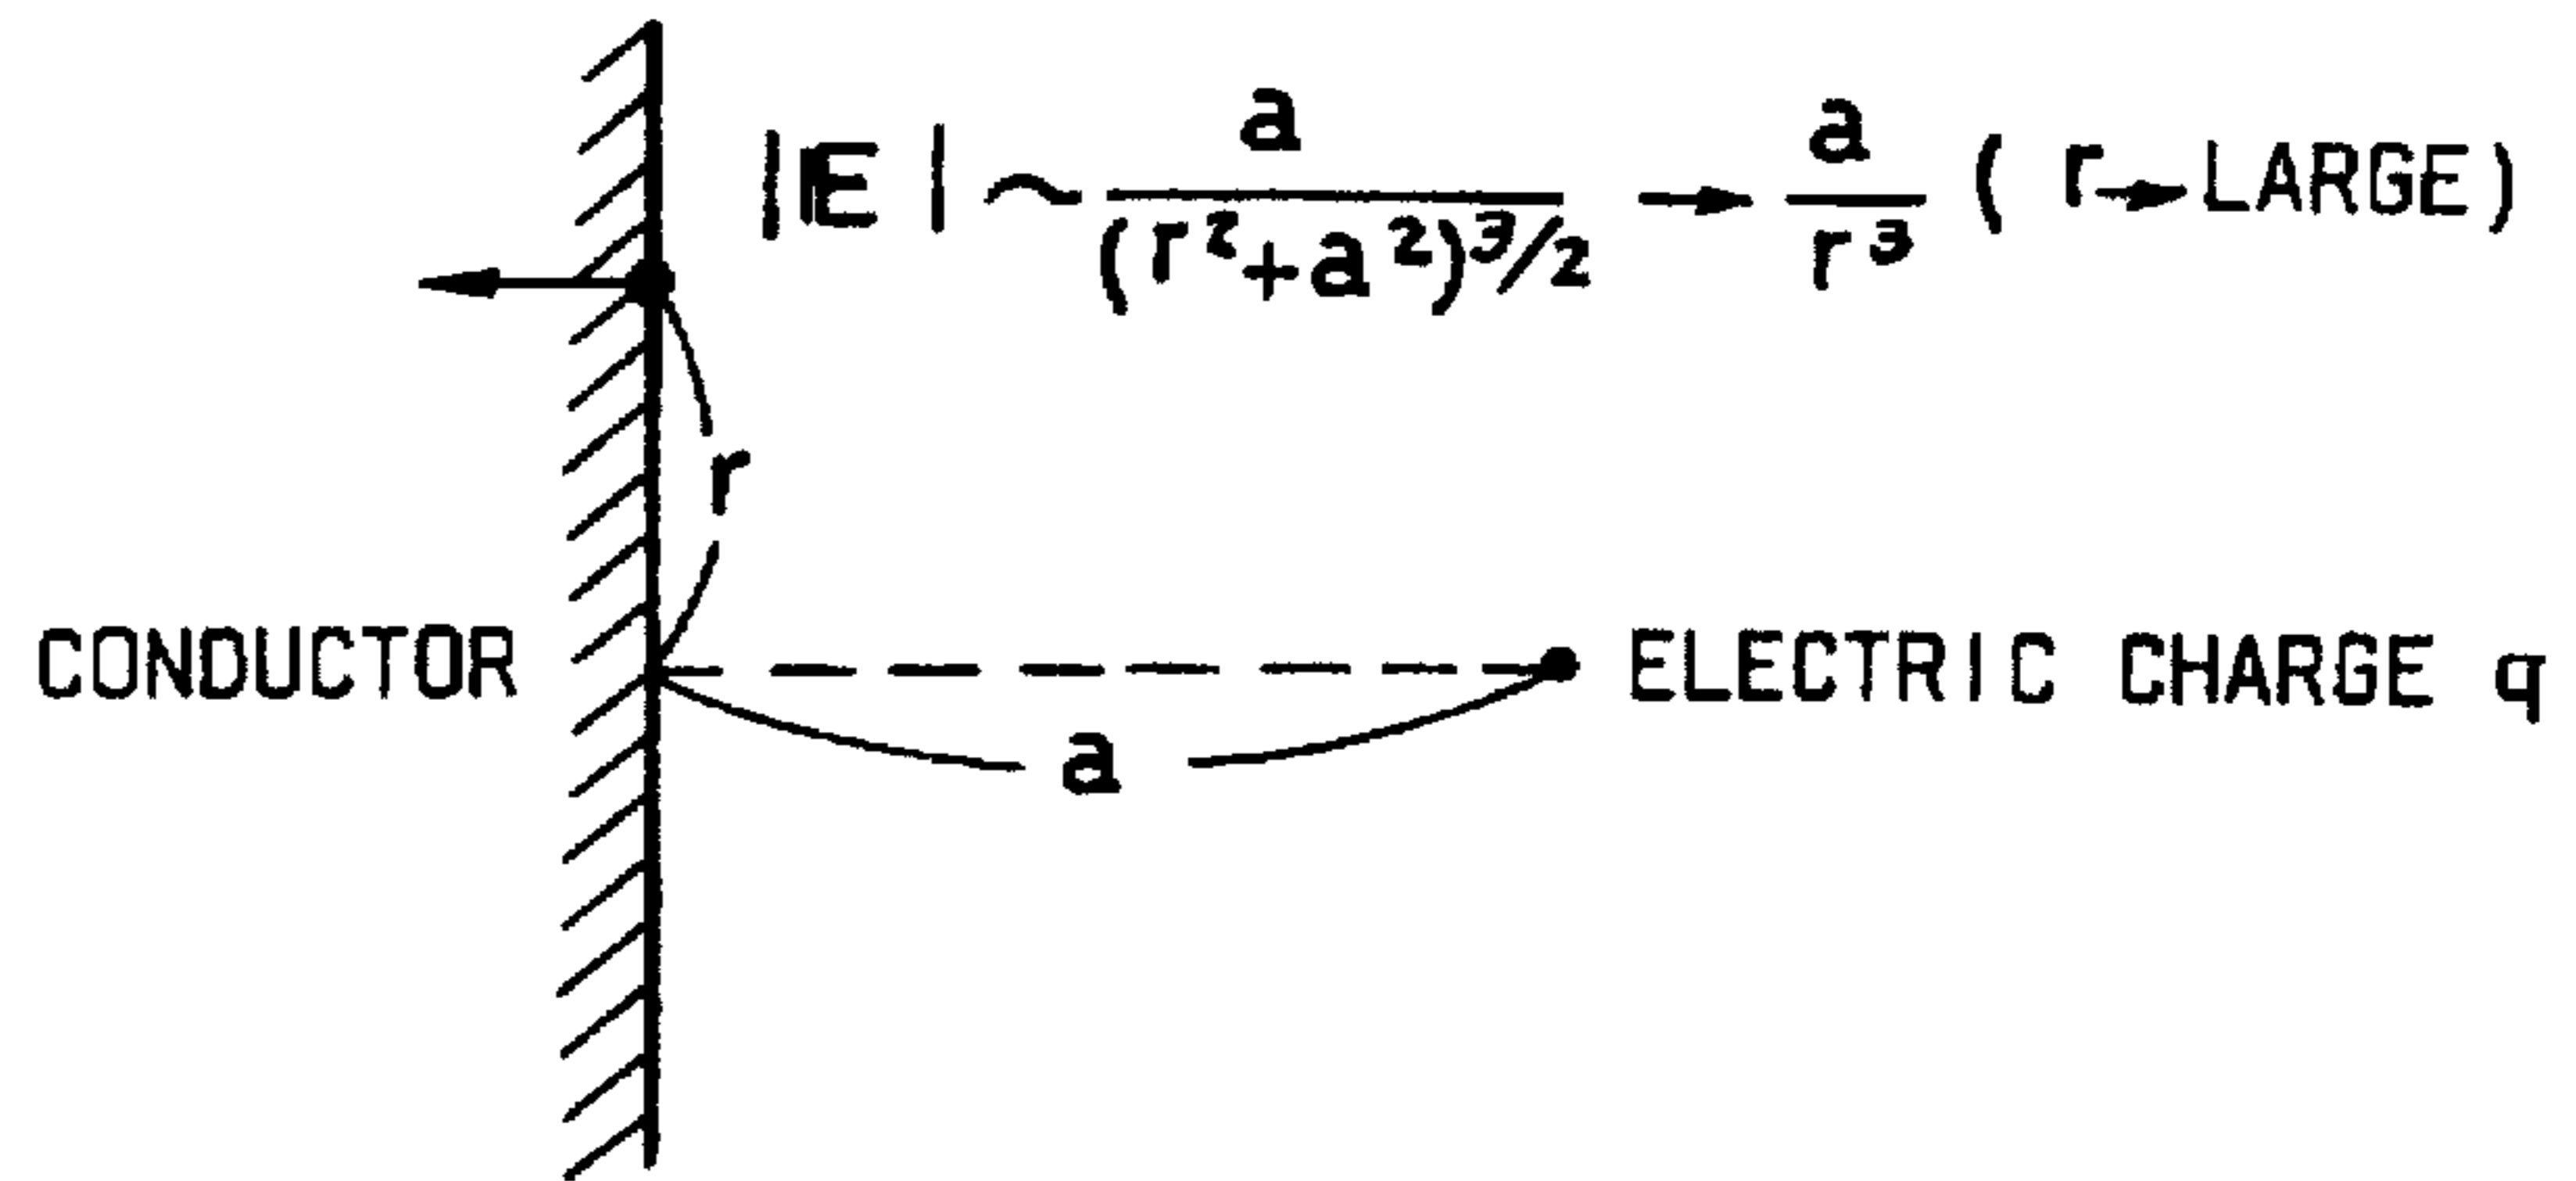 |E| ~ a/(r²+a²)^3/2 → a/r³ (r→LARGE)
r
CONDUCTOR
ELECTRIC CHARGE q
a